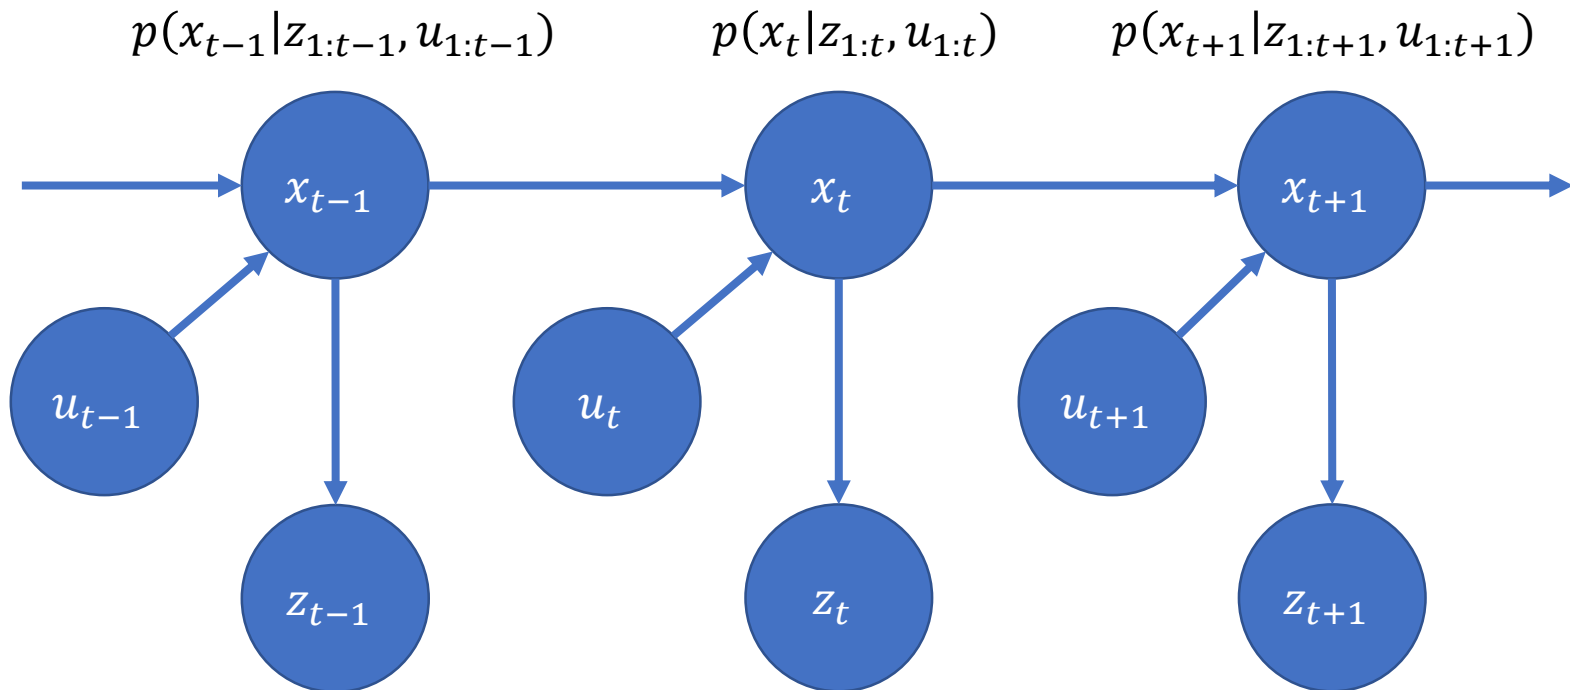 p(x_{t−1}|z_{1:t−1}, u_{1:t−1}) p(x_t|z_{1:t}, u_{1:t}) p(x_{t+1}|z_{1:t+1}, u_{1:t+1})
x_{t−1} x_t x_{t+1}
u_{t−1} u_t u_{t+1}
z_{t−1} z_t z_{t+1}